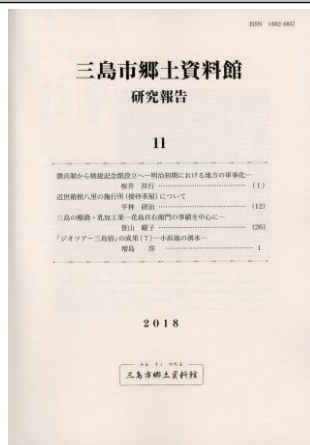 ISSN 1882-6857
三島市郷土資料館
研究報告
11
徴兵制から戦捷記念館設立へ―明治初期における地方の軍事化―
桜井 祥行 ………………………… (1)
近世箱根八里の施行所(接待茶屋)について
平林 研治 ………………………… (12)
三島の酪農・乳加工業―花島兵右衛門の事績を中心に―
笹山 曜子 ………………………… (26)
「ジオツアー三島宿」の成果(7)―小浜池の湧水―
増島 淳 ………………………… 1
2018
三島市郷土資料館